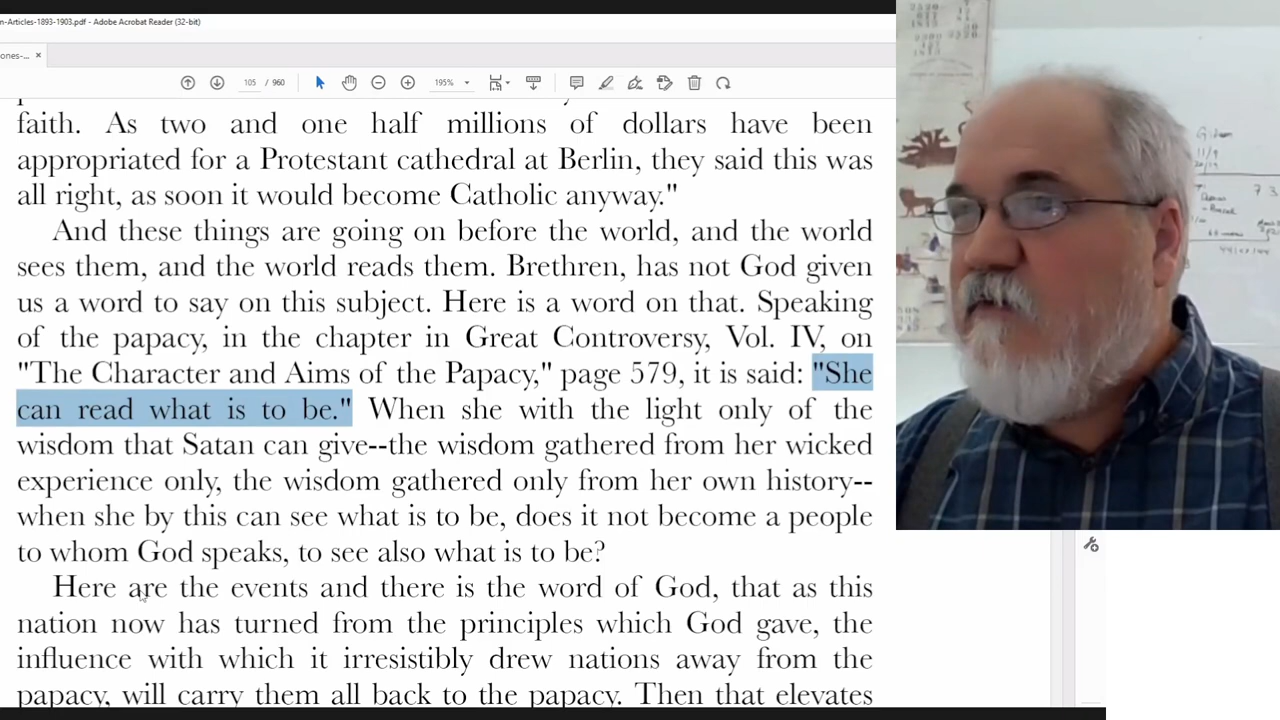 n-Articles-1893-1903.pdf - Adobe Acrobat Reader (32-bit)
ones-... ×
105 / 960
195%
faith. As two and one half millions of dollars have been
appropriated for a Protestant cathedral at Berlin, they said this was
all right, as soon it would become Catholic anyway."
And these things are going on before the world, and the world
sees them, and the world reads them. Brethren, has not God given
us a word to say on this subject. Here is a word on that. Speaking
of the papacy, in the chapter in Great Controversy, Vol. IV, on
"The Character and Aims of the Papacy," page 579, it is said: "She
can read what is to be." When she with the light only of the
wisdom that Satan can give--the wisdom gathered from her wicked
experience only, the wisdom gathered only from her own history--
when she by this can see what is to be, does it not become a people
to whom God speaks, to see also what is to be?
Here are the events and there is the word of God, that as this
nation now has turned from the principles which God gave, the
influence with which it irresistibly drew nations away from the
papacy, will carry them all back to the papacy. Then that elevates